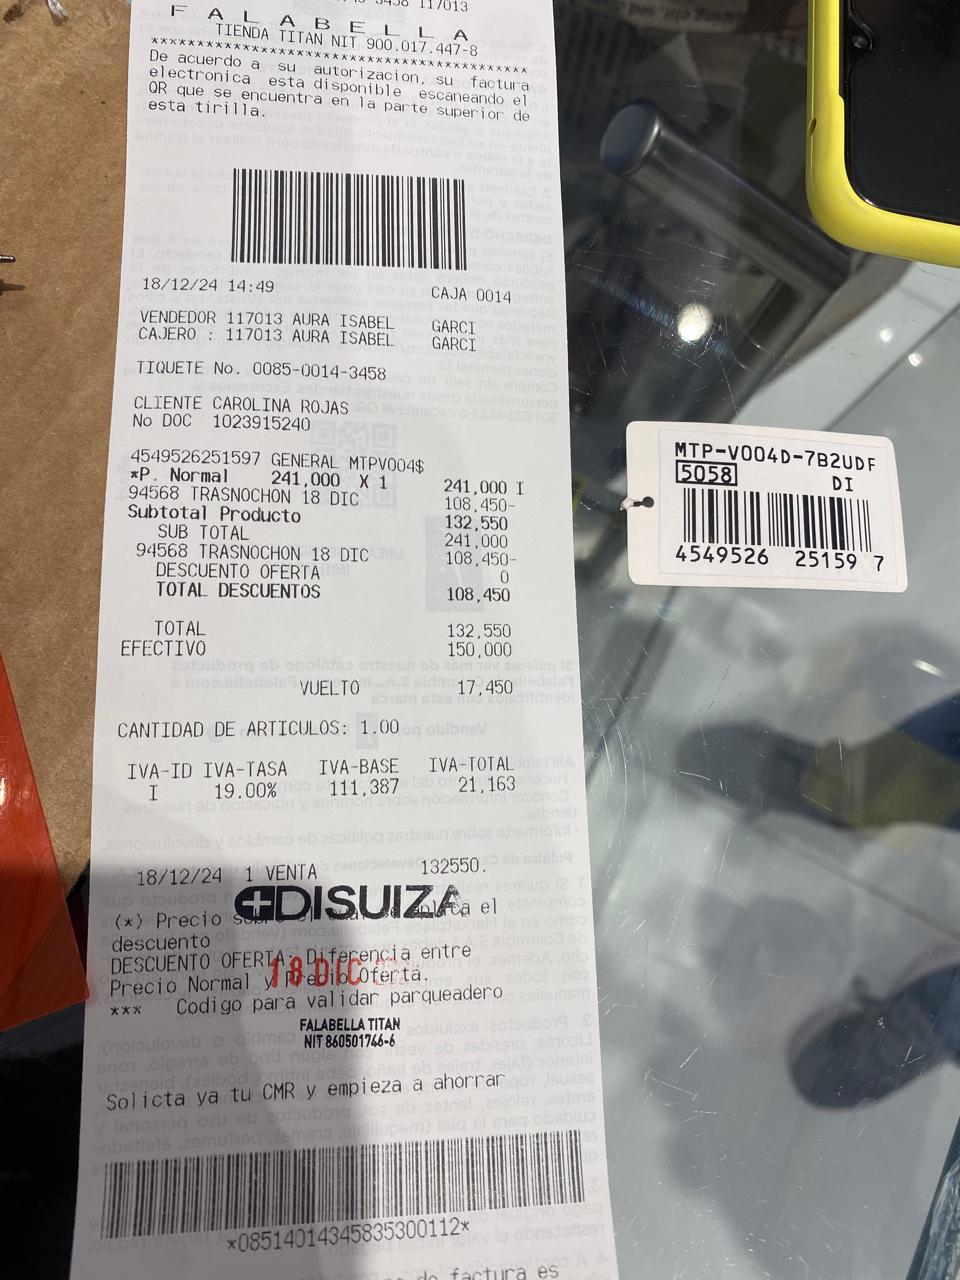 3458 117013
FALABELLA
TIENDA TITAN NIT 900.017.447-8
*****************************************
De acuerdo a su autorizacion, su factura
electronica esta disponible escaneando el
QR que se encuentra en la parte superior de
esta tirilla.
18/12/24 14:49 CAJA 0014
VENDEDOR 117013 AURA ISABEL GARCI
CAJERO : 117013 AURA ISABEL GARCI
TIQUETE No. 0085-0014-3458
CLIENTE CAROLINA ROJAS
No DOC 1023915240
4549526251597 GENERAL MTPV004$
*P. Normal 241,000 X 1 241,000 I
94568 TRASNOCHON 18 DIC 108,450-
Subtotal Producto 132,550
SUB TOTAL 241,000
94568 TRASNOCHON 18 DIC 108,450-
DESCUENTO OFERTA 0
TOTAL DESCUENTOS 108,450
TOTAL 132,550
EFECTIVO 150,000
VUELTO 17,450
CANTIDAD DE ARTICULOS: 1.00
IVA-ID IVA-TASA IVA-BASE IVA-TOTAL
I 19.00% 111,387 21,163
18/12/24 1 VENTA 132550.
DISUIZA
(*) Precio el
descuento
DESCUENTO OFERTA: Diferencia entre
18 DIC
Precio Normal y Precio Oferta.
*** Codigo para validar parqueadero
FALABELLA TITAN
NIT 860501746-6
Solicta ya tu CMR y empieza a ahorrar
*08514014345835300112*
de factura es
MTP-V004D-7B2UDF
5058 DI
4549526 25159 7